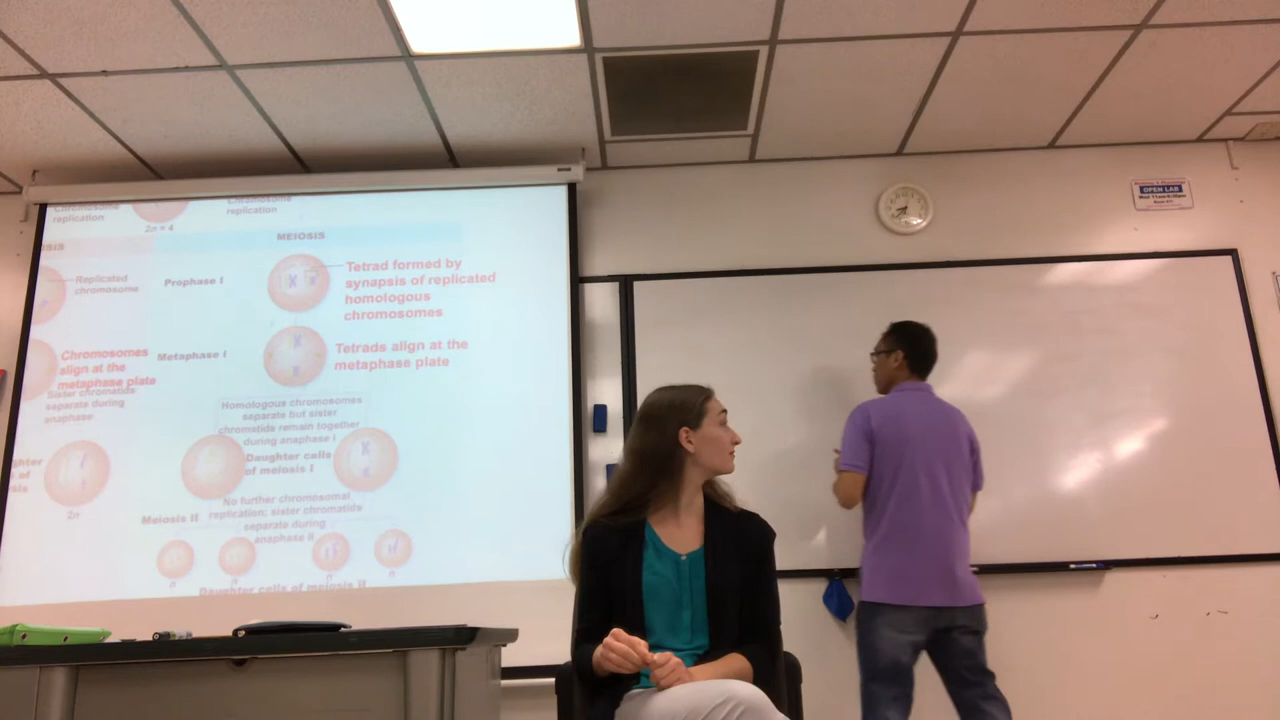 Chromosome
replication
2n = 4
Chromosome
replication
MEIOSIS
Replicated
chromosome
Prophase I
Tetrad formed by
synapsis of replicated
homologous
chromosomes
Chromosomes
align at the
metaphase plate
Metaphase I
Tetrads align at the
metaphase plate
Sister chromatids
separate during
anaphase
Homologous chromosomes
separate but sister
chromatids remain together
during anaphase I
Daughter cells
of meiosis I
2n
Meiosis II
No further chromosomal
replication; sister chromatids
separate during
anaphase II
n
n
n
n
Daughter cells of meiosis II
OPEN LAB